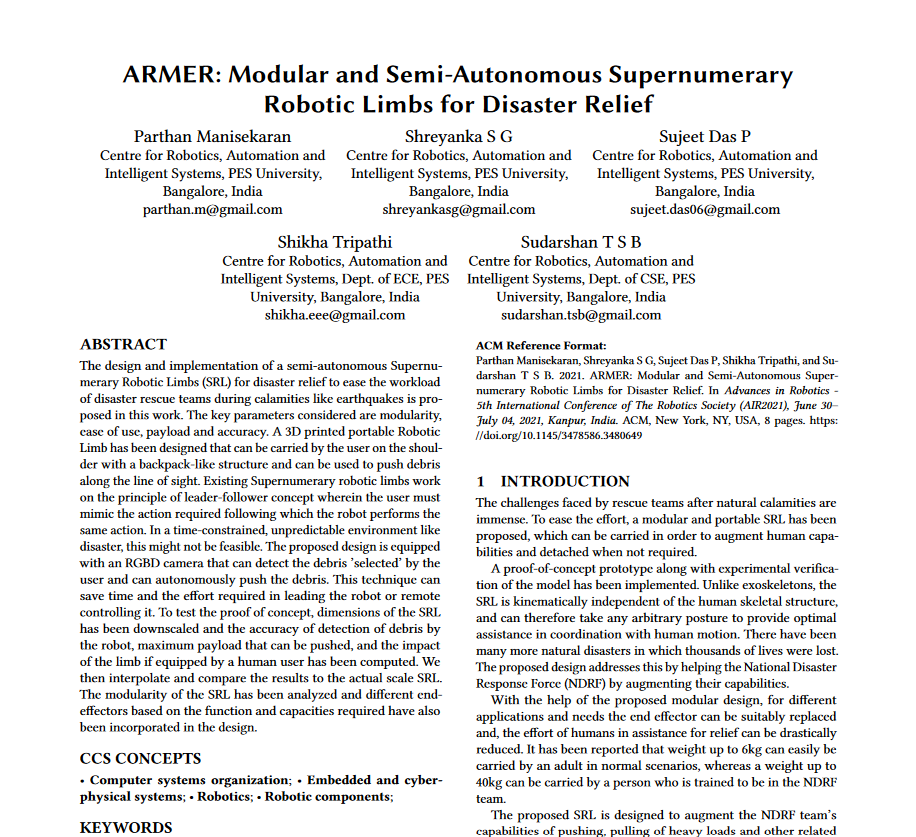 ARMER: Modular and Semi-Autonomous Supernumerary
Robotic Limbs for Disaster Relief
Parthan Manisekaran
Centre for Robotics, Automation and
Intelligent Systems, PES University,
Bangalore, India
parthan.m@gmail.com
Shreyanka S G
Centre for Robotics, Automation and
Intelligent Systems, PES University,
Bangalore, India
shreyankasg@gmail.com
Sujeet Das P
Centre for Robotics, Automation and
Intelligent Systems, PES University,
Bangalore, India
sujeet.das06@gmail.com
Shikha Tripathi
Centre for Robotics, Automation and
Intelligent Systems, Dept. of ECE, PES
University, Bangalore, India
shikha.eee@gmail.com
Sudarshan T S B
Centre for Robotics, Automation and
Intelligent Systems, Dept. of CSE, PES
University, Bangalore, India
sudarshan.tsb@gmail.com
ABSTRACT
The design and implementation of a semi-autonomous Supernu-
merary Robotic Limbs (SRL) for disaster relief to ease the workload
of disaster rescue teams during calamities like earthquakes is pro-
posed in this work. The key parameters considered are modularity,
ease of use, payload and accuracy. A 3D printed portable Robotic
Limb has been designed that can be carried by the user on the shoul-
der with a backpack-like structure and can be used to push debris
along the line of sight. Existing Supernumerary robotic limbs work
on the principle of leader-follower concept wherein the user must
mimic the action required following which the robot performs the
same action. In a time-constrained, unpredictable environment like
disaster, this might not be feasible. The proposed design is equipped
with an RGBD camera that can detect the debris 'selected' by the
user and can autonomously push the debris. This technique can
save time and the effort required in leading the robot or remote
controlling it. To test the proof of concept, dimensions of the SRL
has been downscaled and the accuracy of detection of debris by
the robot, maximum payload that can be pushed, and the impact
of the limb if equipped by a human user has been computed. We
then interpolate and compare the results to the actual scale SRL.
The modularity of the SRL has been analyzed and different end-
effectors based on the function and capacities required have also
been incorporated in the design.
CCS CONCEPTS
• Computer systems organization; • Embedded and cyber-
physical systems; • Robotics; • Robotic components;
KEYWORDS
ACM Reference Format:
Parthan Manisekaran, Shreyanka S G, Sujeet Das P, Shikha Tripathi, and Su-
darshan T S B. 2021. ARMER: Modular and Semi-Autonomous Super-
numerary Robotic Limbs for Disaster Relief. In Advances in Robotics -
5th International Conference of The Robotics Society (AIR2021), June 30–
July 04, 2021, Kanpur, India. ACM, New York, NY, USA, 8 pages. https:
//doi.org/10.1145/3478586.3480649
1 INTRODUCTION
The challenges faced by rescue teams after natural calamities are
immense. To ease the effort, a modular and portable SRL has been
proposed, which can be carried in order to augment human capa-
bilities and detached when not required.
A proof-of-concept prototype along with experimental verifica-
tion of the model has been implemented. Unlike exoskeletons, the
SRL is kinematically independent of the human skeletal structure,
and can therefore take any arbitrary posture to provide optimal
assistance in coordination with human motion. There have been
many more natural disasters in which thousands of lives were lost.
The proposed design addresses this by helping the National Disaster
Response Force (NDRF) by augmenting their capabilities.
With the help of the proposed modular design, for different
applications and needs the end effector can be suitably replaced
and, the effort of humans in assistance for relief can be drastically
reduced. It has been reported that weight up to 6kg can easily be
carried by an adult in normal scenarios, whereas a weight up to
40kg can be carried by a person who is trained to be in the NDRF
team.
The proposed SRL is designed to augment the NDRF team's
capabilities of pushing, pulling of heavy loads and other related